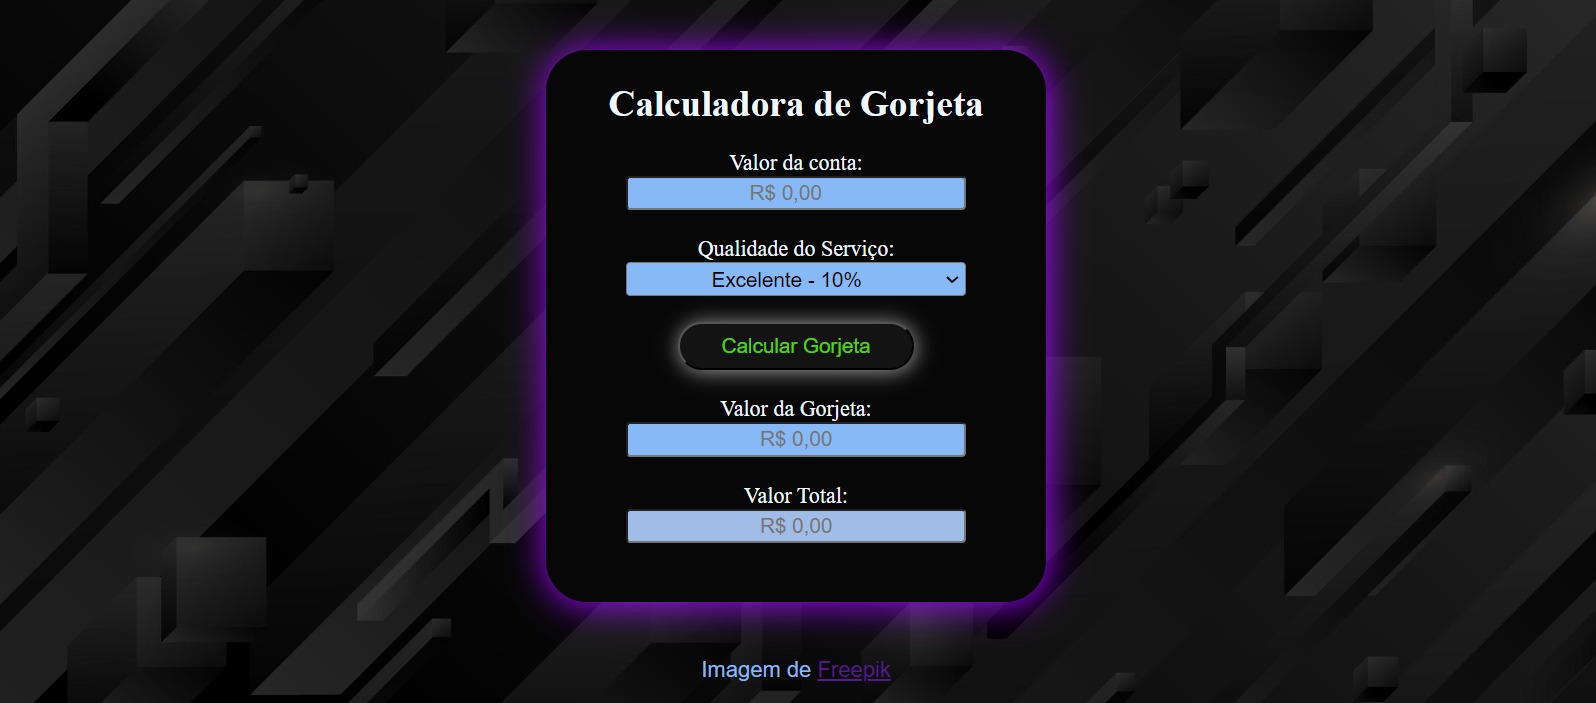 Calculadora de Gorjeta
Valor da conta:
R$ 0,00
Qualidade do Serviço:
Excelente - 10%
Calcular Gorjeta
Valor da Gorjeta:
R$ 0,00
Valor Total:
R$ 0,00
Imagem de Freepik